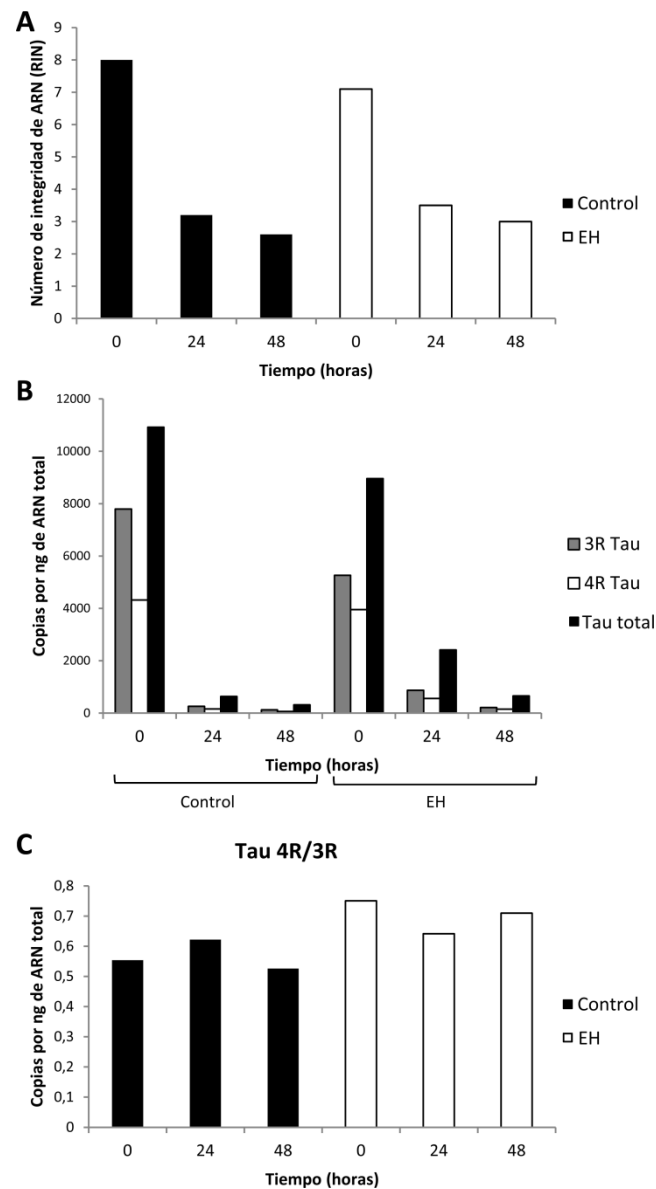 A
Número de integridad de ARN (RIN)
9
8
7
6
5
4
3
2
1
0
0 24 48 0 24 48
Tiempo (horas)
Control
EH
B
Copias por ng de ARN total
12000
10000
8000
6000
4000
2000
0
0 24 48 0 24 48
Tiempo (horas)
Control EH
3R Tau
4R Tau
Tau total
C
Tau 4R/3R
Copias por ng de ARN total
0,8
0,7
0,6
0,5
0,4
0,3
0,2
0,1
0
0 24 48 0 24 48
Tiempo (horas)
Control
EH